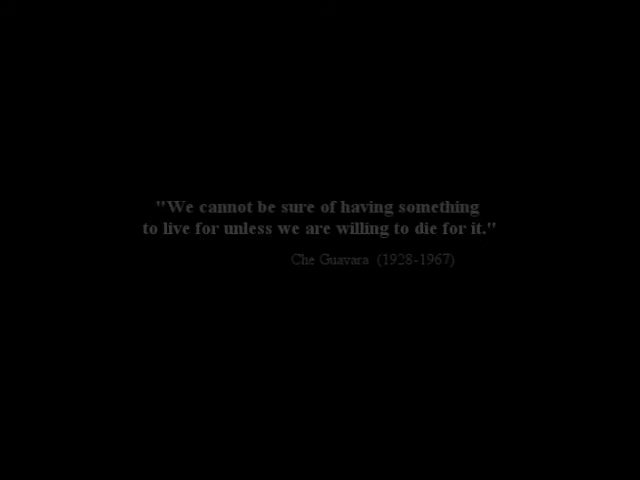 "We cannot be sure of having something
to live for unless we are willing to die for it."
Che Guavara (1928-1967)